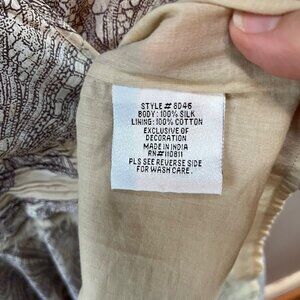 STYLE# 8046
BODY: 100% SILK
LINING: 100% COTTON
EXCLUSIVE OF
DECORATION
MADE IN INDIA
RN#110811
PLS SEE REVERSE SIDE
FOR WASH CARE.